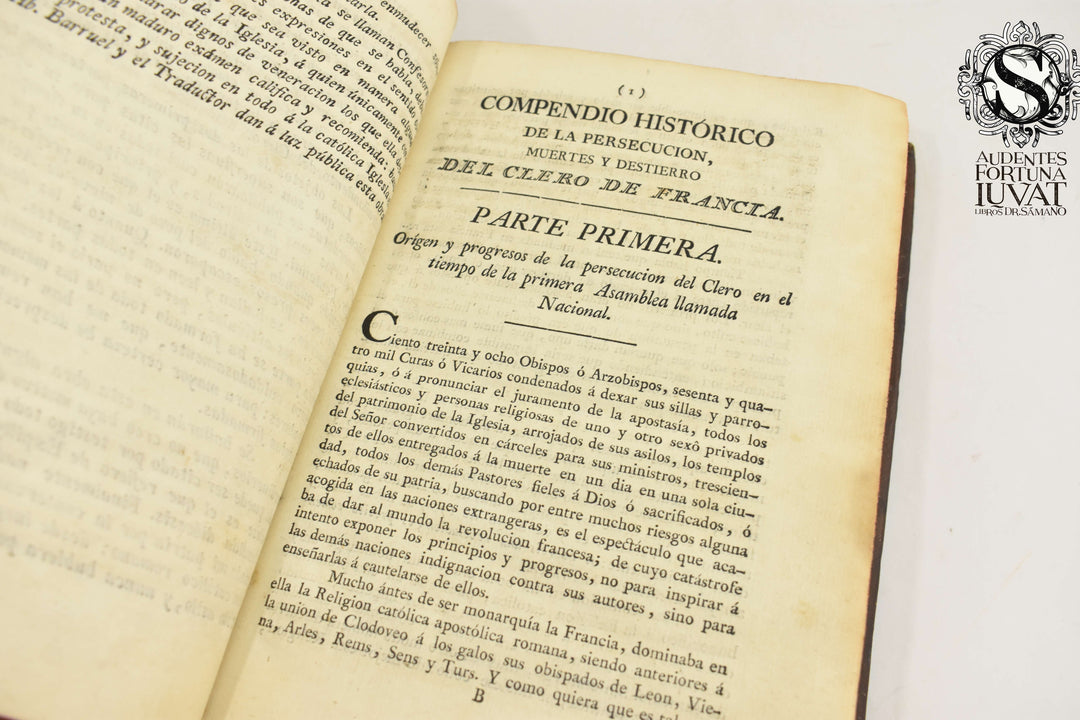 enmudecer
se llaman Confesor
de que se habla, debe
expresiones en el sentido
que sea visto en manera
de la Iglesia, á quien únicamente
dignos de veneracion los que ella
maduro exámen califica y recomienda:
protesta, y sujecion en todo á la católica Iglesia
Barruel y el Traductor dan á luz pública esta
(1)
COMPENDIO HISTÓRICO
DE LA PERSECUCION,
MUERTES Y DESTIERRO
DEL CLERO DE FRANCIA.
PARTE PRIMERA.
Orígen y progresos de la persecucion del Clero en el
tiempo de la primera Asamblea llamada
Nacional.
Ciento treinta y ocho Obispos ó Arzobispos, sesenta y qua-
tro mil Curas ó Vicarios condenados á dexar sus sillas y parro-
quias, ó á pronunciar el juramento de la apostasía, todos los
eclesiásticos y personas religiosas de uno y otro sexô privados
del patrimonio de la Iglesia, arrojados de sus asilos, los templos
del Señor convertidos en cárceles para sus ministros, trescien-
tos de ellos entregados á la muerte en un dia en una sola ciu-
dad, todos los demás Pastores fieles á Dios ó sacrificados, ó
echados de su patria, buscando por entre muchos riesgos alguna
acogida en las naciones extrangeras, es el espectáculo que aca-
ba de dar al mundo la revolucion francesa; de cuyo catástrofe
intento exponer los principios y progresos, no para inspirar á
las demás naciones indignacion contra sus autores, sino para
enseñarlas á cautelarse de ellos.
Mucho ántes de ser monarquía la Francia, dominaba en
ella la Religion católica apostólica romana, siendo anteriores á
la union de Clodoveo á los galos sus obispados de Leon, Vie-
na, Arles, Rems, Sens y Turs. Y como quiera que es
B
S
AUDENTES
FORTUNA
IUVAT
LIBROS DR. SÁMANO